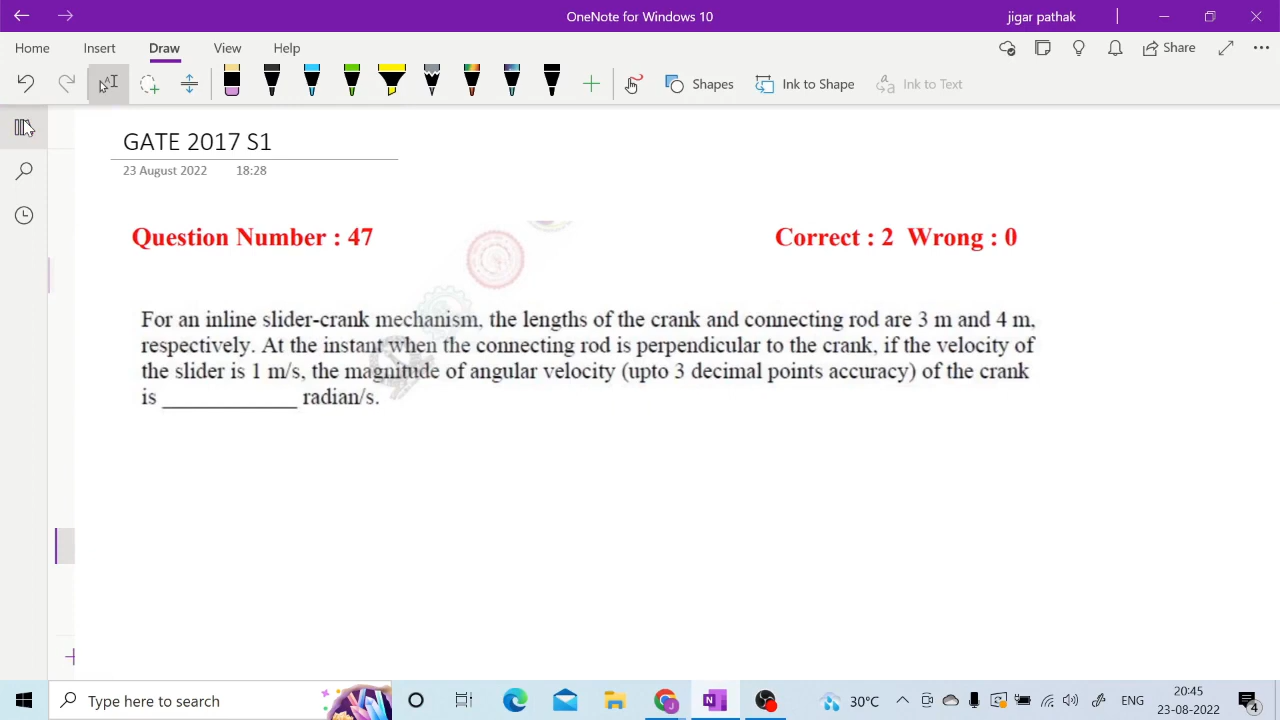 OneNote for Windows 10
jigar pathak
Home Insert Draw View Help
Share
Shapes Ink to Shape Ink to Text
GATE 2017 S1
23 August 2022 18:28
Question Number : 47 Correct : 2 Wrong : 0
For an inline slider-crank mechanism, the lengths of the crank and connecting rod are 3 m and 4 m,
respectively. At the instant when the connecting rod is perpendicular to the crank, if the velocity of
the slider is 1 m/s, the magnitude of angular velocity (upto 3 decimal points accuracy) of the crank
is ____________ radian/s.
Type here to search
30°C
ENG
20:45
23-08-2022
4